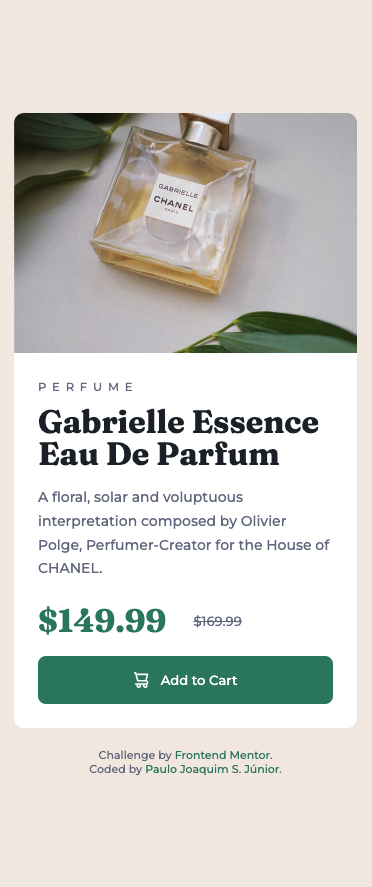 GABRIELLE
CHANEL
PARIS
PERFUME
Gabrielle Essence
Eau De Parfum
A floral, solar and voluptuous
interpretation composed by Olivier
Polge, Perfumer-Creator for the House of
CHANEL.
$149.99 $169.99
Add to Cart
Challenge by Frontend Mentor.
Coded by Paulo Joaquim S. Júnior.